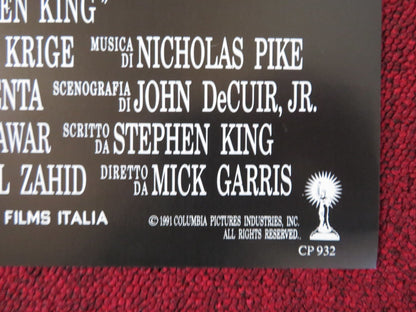 EN KING"
KRIGE MUSICA DI NICHOLAS PIKE
ENTA SCENOGRAFIA DI JOHN DeCUIR, JR.
AWAR SCRITTO DA STEPHEN KING
L ZAHID DIRETTO DA MICK GARRIS
FILMS ITALIA
© 1991 COLUMBIA PICTURES INDUSTRIES, INC.
ALL RIGHTS RESERVED.
CP 932